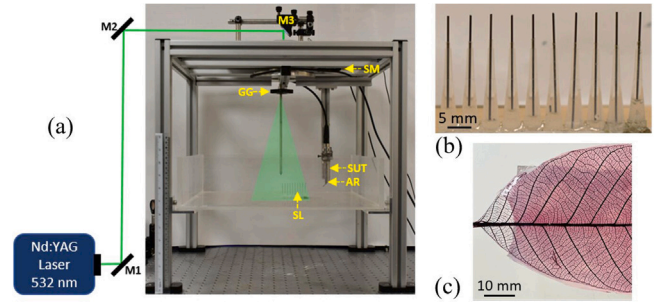 M2
M3
SM
GG
(a)
SUT
AR
SL
Nd:YAG
Laser
532 nm
M1
5 mm
(b)
(c)
10 mm